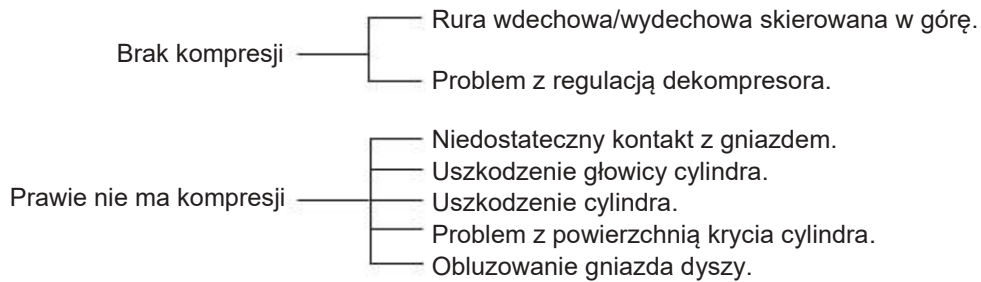 Brak kompresji
Rura wdechowa/wydechowa skierowana w górę.
Problem z regulacją dekompresora.
Prawie nie ma kompresji
Niedostateczny kontakt z gniazdem.
Uszkodzenie głowicy cylindra.
Uszkodzenie cylindra.
Problem z powierzchnią krycia cylindra.
Obluzowanie gniazda dyszy.